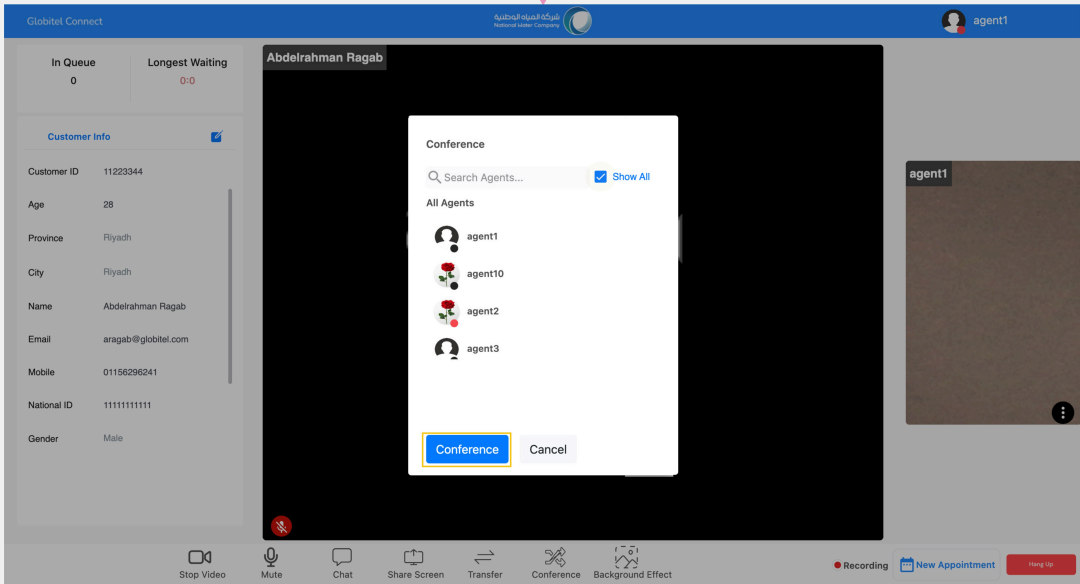 Globitel Connect
شركة المياه الوطنية
National Water Company
agent1
In Queue
0
Longest Waiting
0:0
Customer Info
Customer ID 11223344
Age 28
Province Riyadh
City Riyadh
Name Abdelrahman Ragab
Email aragab@globitel.com
Mobile 01156296241
National ID 11111111111
Gender Male
Abdelrahman Ragab
Conference
Search Agents...
Show All
All Agents
agent1
agent10
agent2
agent3
Conference
Cancel
agent1
Stop Video
Mute
Chat
Share Screen
Transfer
Conference
Background Effect
Recording
New Appointment
Hang Up